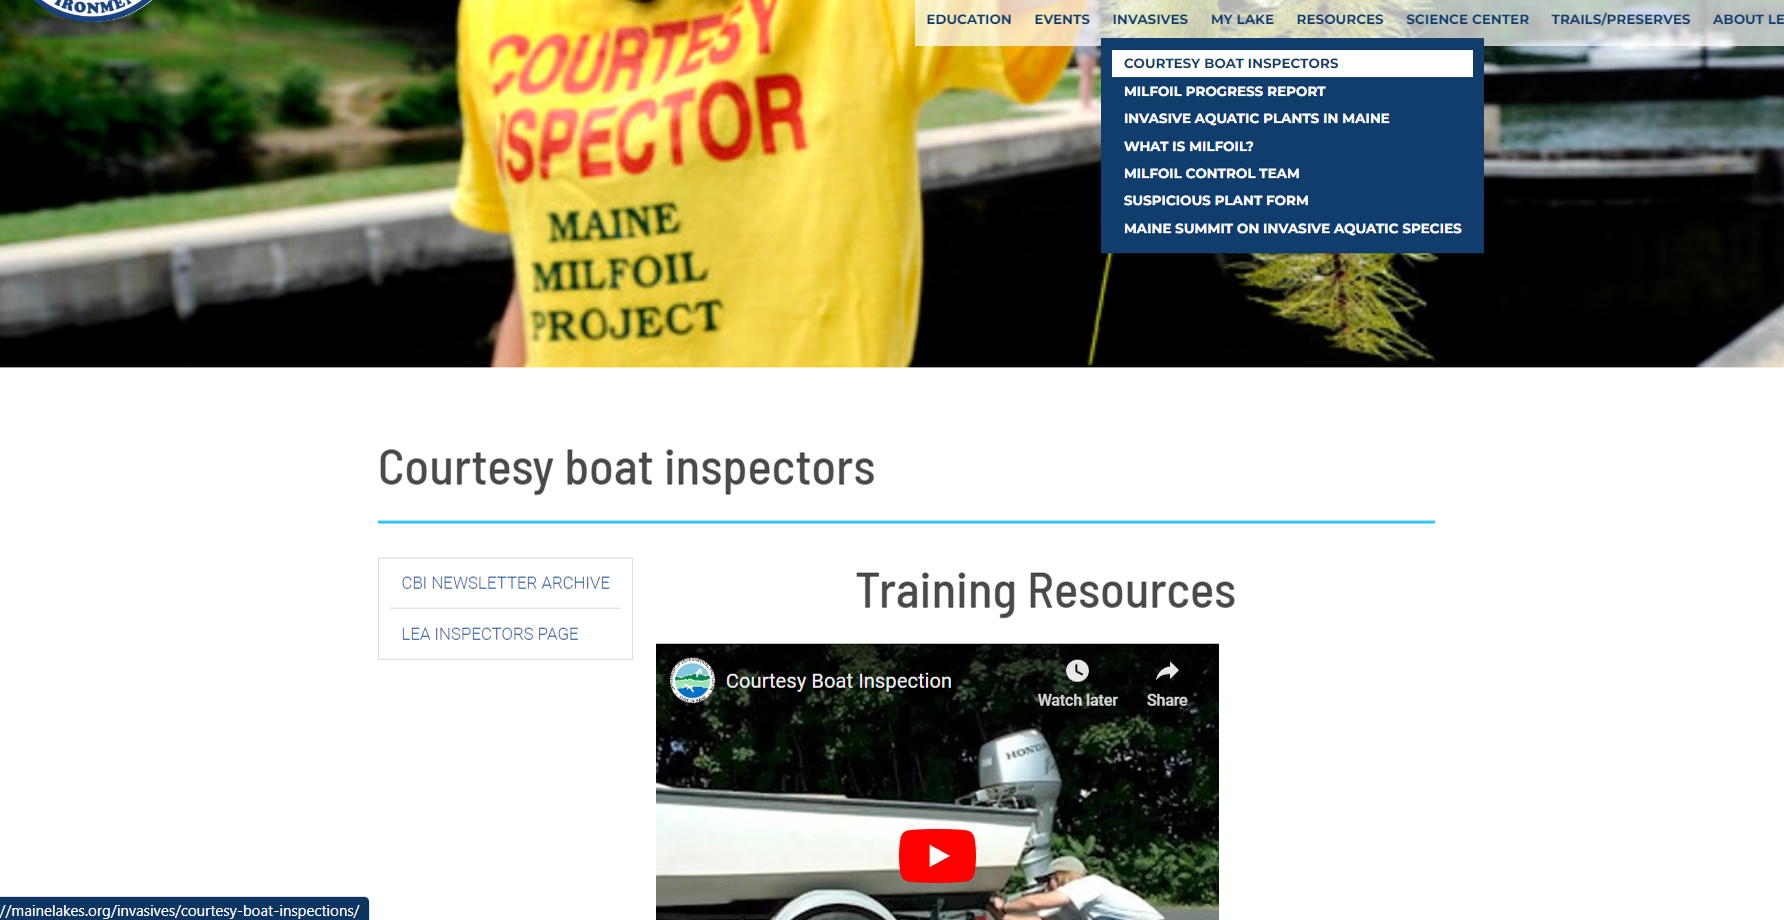 EDUCATION EVENTS INVASIVES MY LAKE RESOURCES SCIENCE CENTER TRAILS/PRESERVES ABOUT LE
COURTESY BOAT INSPECTORS
MILFOIL PROGRESS REPORT
INVASIVE AQUATIC PLANTS IN MAINE
WHAT IS MILFOIL?
MILFOIL CONTROL TEAM
SUSPICIOUS PLANT FORM
MAINE SUMMIT ON INVASIVE AQUATIC SPECIES
COURTESY
NSPECTOR
MAINE
MILFOIL
PROJECT
Courtesy boat inspectors
CBI NEWSLETTER ARCHIVE
LEA INSPECTORS PAGE
Training Resources
Courtesy Boat Inspection
Watch later
Share
HONDA
//mainelakes.org/invasives/courtesy-boat-inspections/